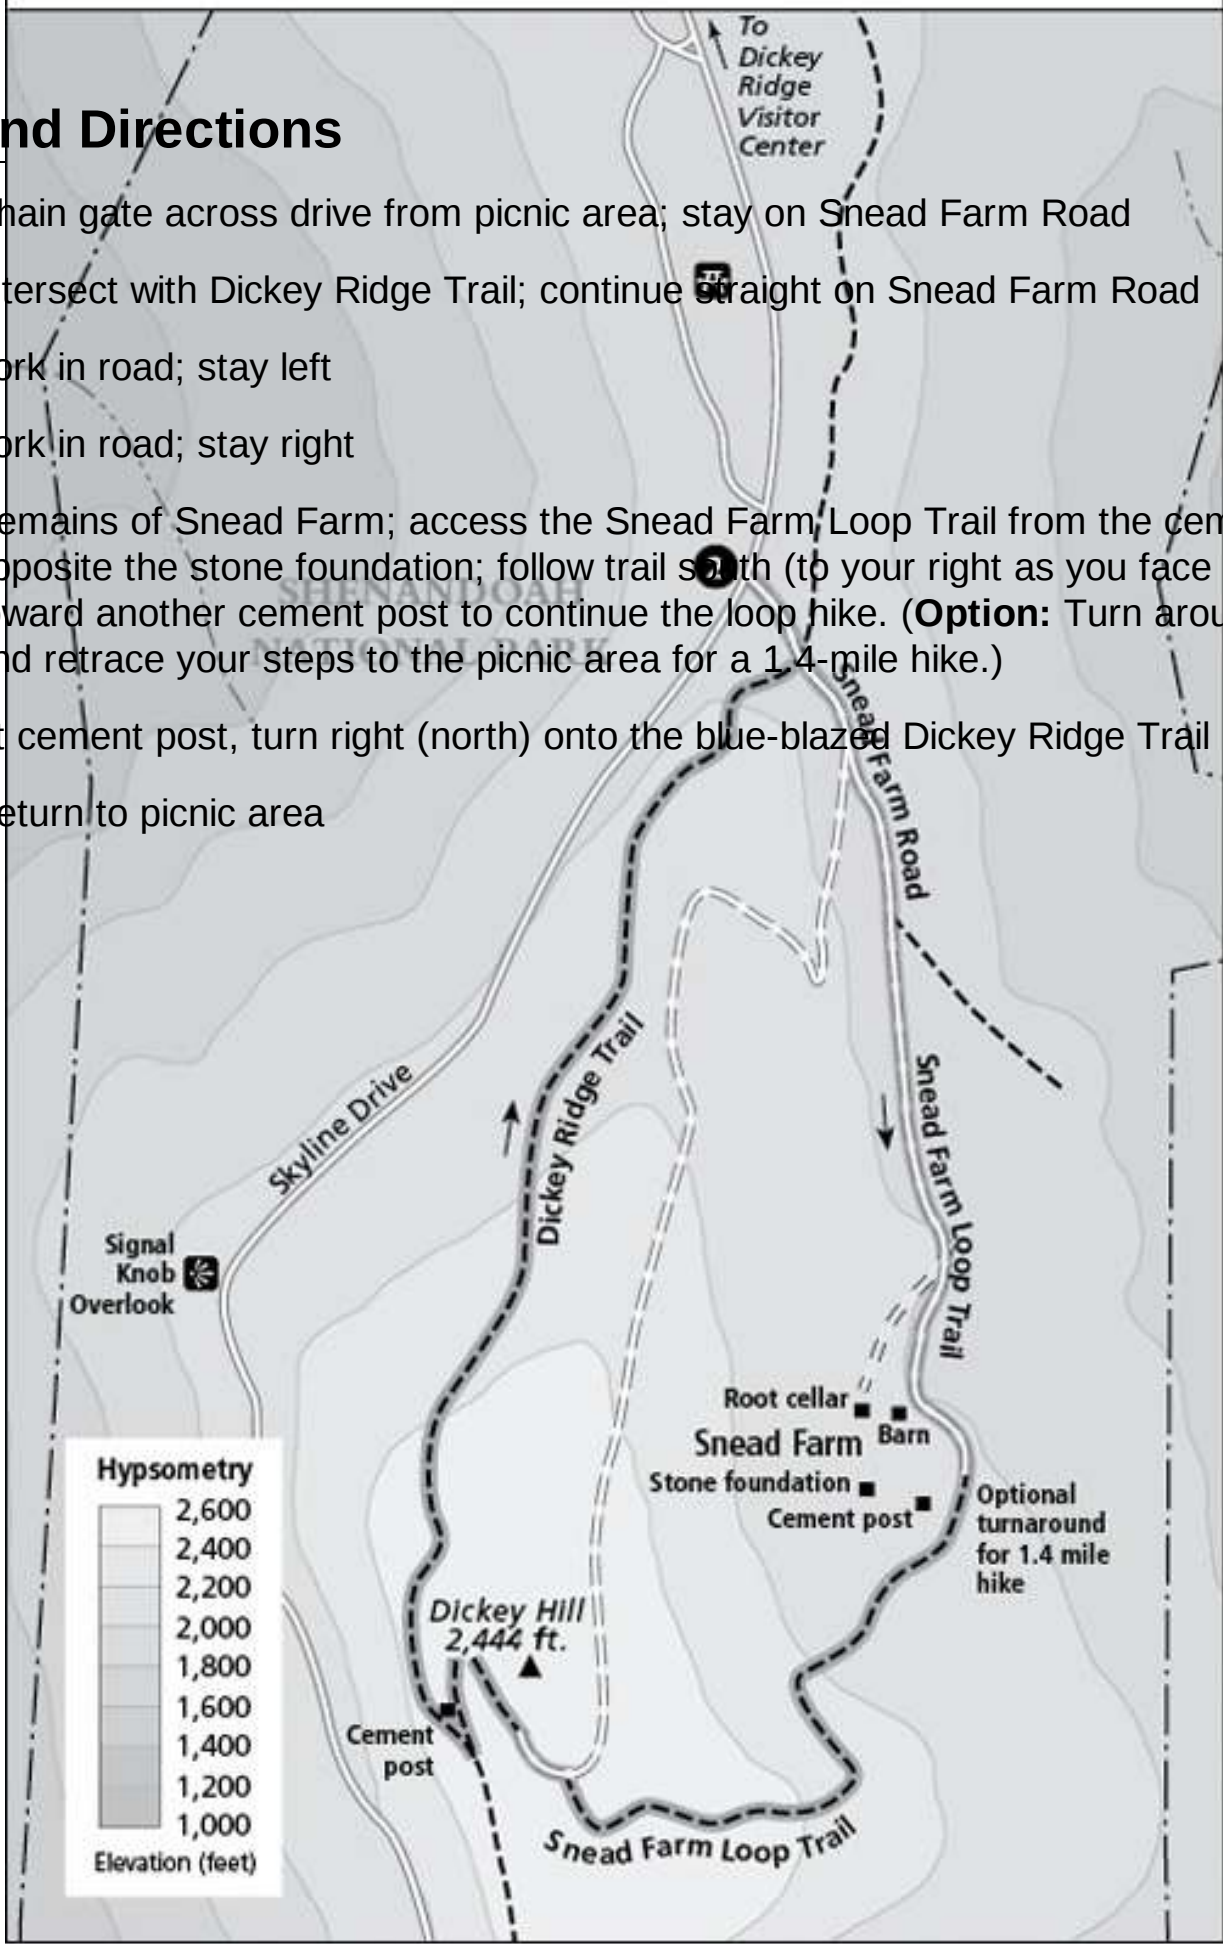 To
Dickey
Ridge
Visitor
Center
nd Directions
hain gate across drive from picnic area; stay on Snead Farm Road
tersect with Dickey Ridge Trail; continue straight on Snead Farm Road
ork in road; stay left
ork in road; stay right
emains of Snead Farm; access the Snead Farm Loop Trail from the cem
pposite the stone foundation; follow trail south (to your right as you face
SHENANDOAH
NATIONAL PARK
ward another cement post to continue the loop hike. (Option: Turn arou
nd retrace your steps to the picnic area for a 1.4-mile hike.)
t cement post, turn right (north) onto the blue-blazed Dickey Ridge Trail
eturn to picnic area
Snead Farm Road
Skyline Drive
Dickey Ridge Trail
Snead Farm Loop Trail
Signal
Knob
Overlook
Root cellar
Barn
Snead Farm
Stone foundation
Cement post
Optional
turnaround
for 1.4 mile
hike
Hypsometry
2,600
2,400
2,200
2,000
1,800
1,600
1,400
1,200
1,000
Elevation (feet)
Dickey Hill
2,444 ft.
Cement
post
Snead Farm Loop Trail